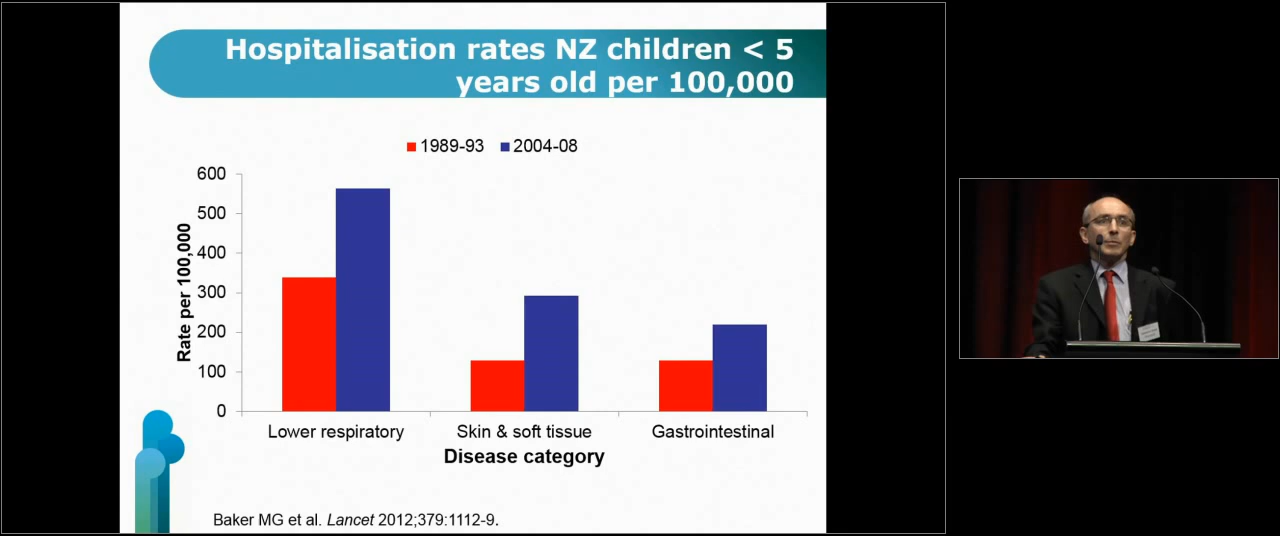 Hospitalisation rates NZ children < 5
years old per 100,000
1989-93 2004-08
600
500
400
300
200
100
0
Rate per 100,000
Lower respiratory Skin & soft tissue Gastrointestinal
Disease category
Baker MG et al. Lancet 2012;379:1112-9.